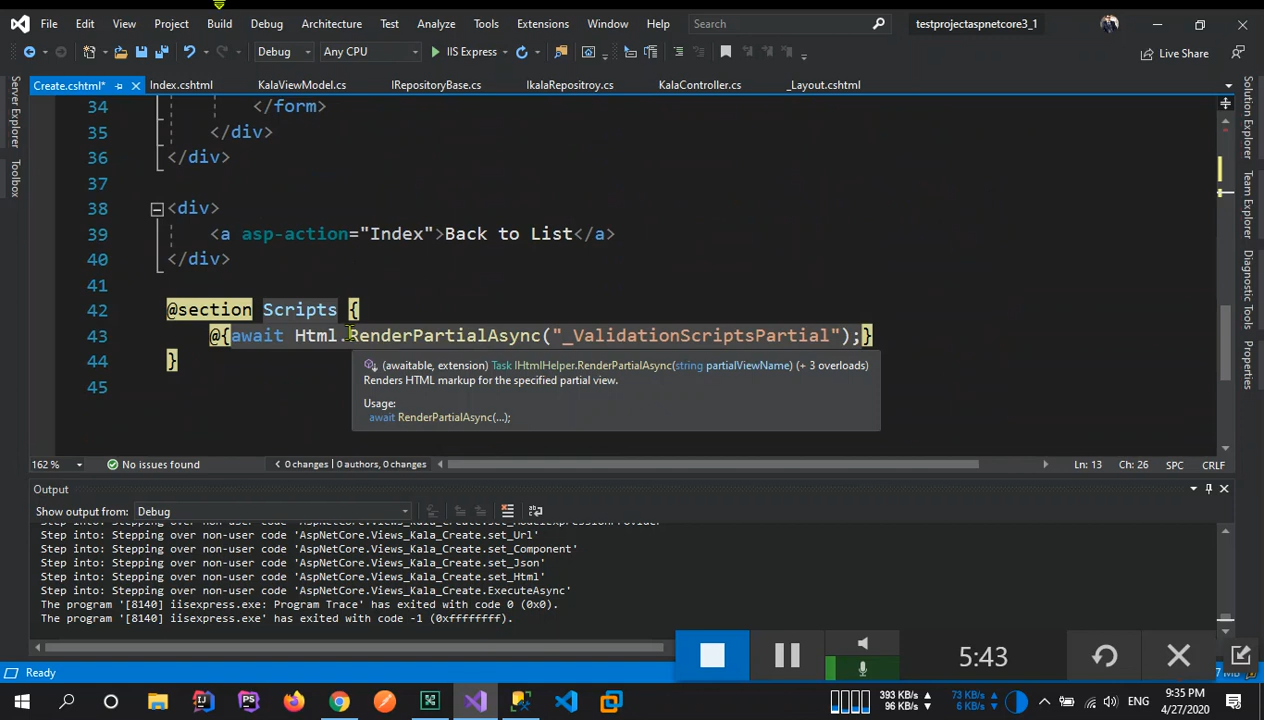 File Edit View Project Build Debug Architecture Test Analyze Tools Extensions Window Help Search testprojectaspnetcore3_1
Debug Any CPU IIS Express Live Share
Create.cshtml* Index.cshtml KalaViewModel.cs IRepositoryBase.cs IkalaRepositroy.cs KalaController.cs _Layout.cshtml
Server Explorer
Toolbox
Solution Explorer
Team Explorer
Diagnostic Tools
Properties
34 </form>
35 </div>
36 </div>
37
38 <div>
39 <a asp-action="Index">Back to List</a>
40 </div>
41
42 @section Scripts {
43 @{await Html.RenderPartialAsync("_ValidationScriptsPartial");}
44 }
45
(awaitable, extension) Task IHtmlHelper.RenderPartialAsync(string partialViewName) (+ 3 overloads)
Renders HTML markup for the specified partial view.
Usage:
await RenderPartialAsync(...);
162 % No issues found 0 changes | 0 authors, 0 changes Ln: 13 Ch: 26 SPC CRLF
Output
Show output from: Debug
Step into: Stepping over non-user code 'AspNetCore.Views_Kala_Create.set_ModelExpressionProvider'
Step into: Stepping over non-user code 'AspNetCore.Views_Kala_Create.set_Url'
Step into: Stepping over non-user code 'AspNetCore.Views_Kala_Create.set_Component'
Step into: Stepping over non-user code 'AspNetCore.Views_Kala_Create.set_Json'
Step into: Stepping over non-user code 'AspNetCore.Views_Kala_Create.set_Html'
Step into: Stepping over non-user code 'AspNetCore.Views_Kala_Create.ExecuteAsync'
The program '[8140] iisexpress.exe: Program Trace' has exited with code 0 (0x0).
The program '[8140] iisexpress.exe' has exited with code -1 (0xffffffff).
5:43
Ready
393 KB/s 73 KB/s ENG 9:35 PM
96 KB/s 6 KB/s 4/27/2020